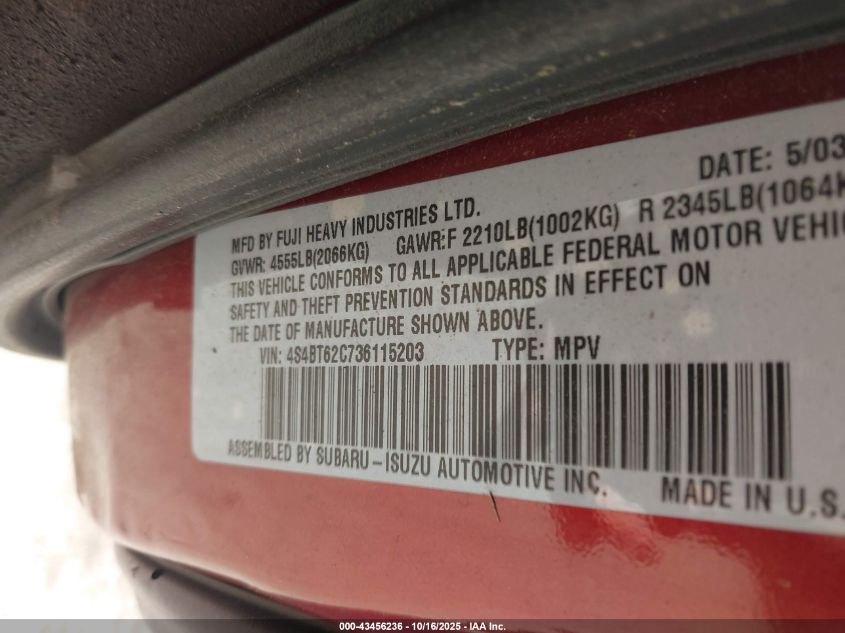 DATE: 5/03
MFD BY FUJI HEAVY INDUSTRIES LTD.
GVWR: 4555LB(2066KG) GAWR:F 2210LB(1002KG) R 2345LB(1064K
THIS VEHICLE CONFORMS TO ALL APPLICABLE FEDERAL MOTOR VEHIC
SAFETY AND THEFT PREVENTION STANDARDS IN EFFECT ON
THE DATE OF MANUFACTURE SHOWN ABOVE.
VIN: 4S4BT62C736115203 TYPE: MPV
ASSEMBLED BY SUBARU-ISUZU AUTOMOTIVE INC. MADE IN U.S.
000-43456236 - 10/16/2025 - IAA Inc.